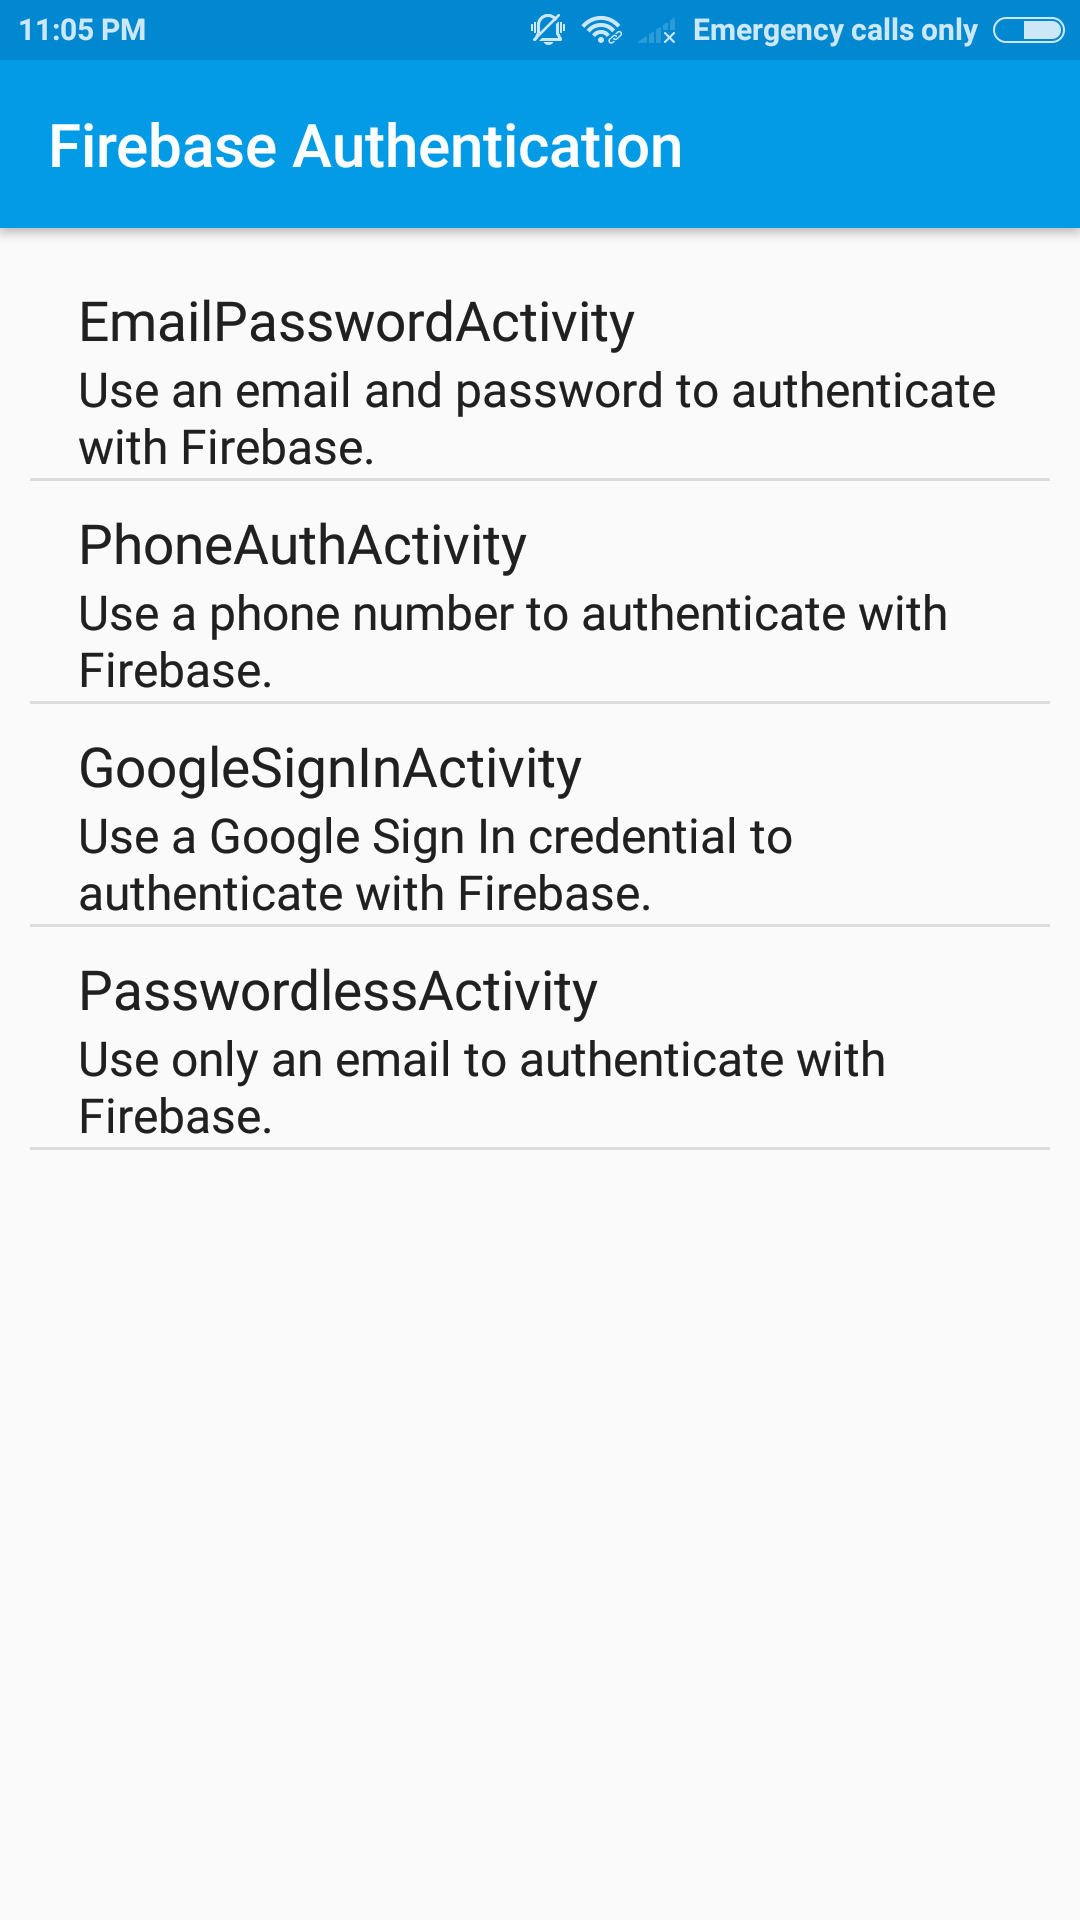 11:05 PM Emergency calls only
Firebase Authentication
EmailPasswordActivity
Use an email and password to authenticate
with Firebase.
PhoneAuthActivity
Use a phone number to authenticate with
Firebase.
GoogleSignInActivity
Use a Google Sign In credential to
authenticate with Firebase.
PasswordlessActivity
Use only an email to authenticate with
Firebase.